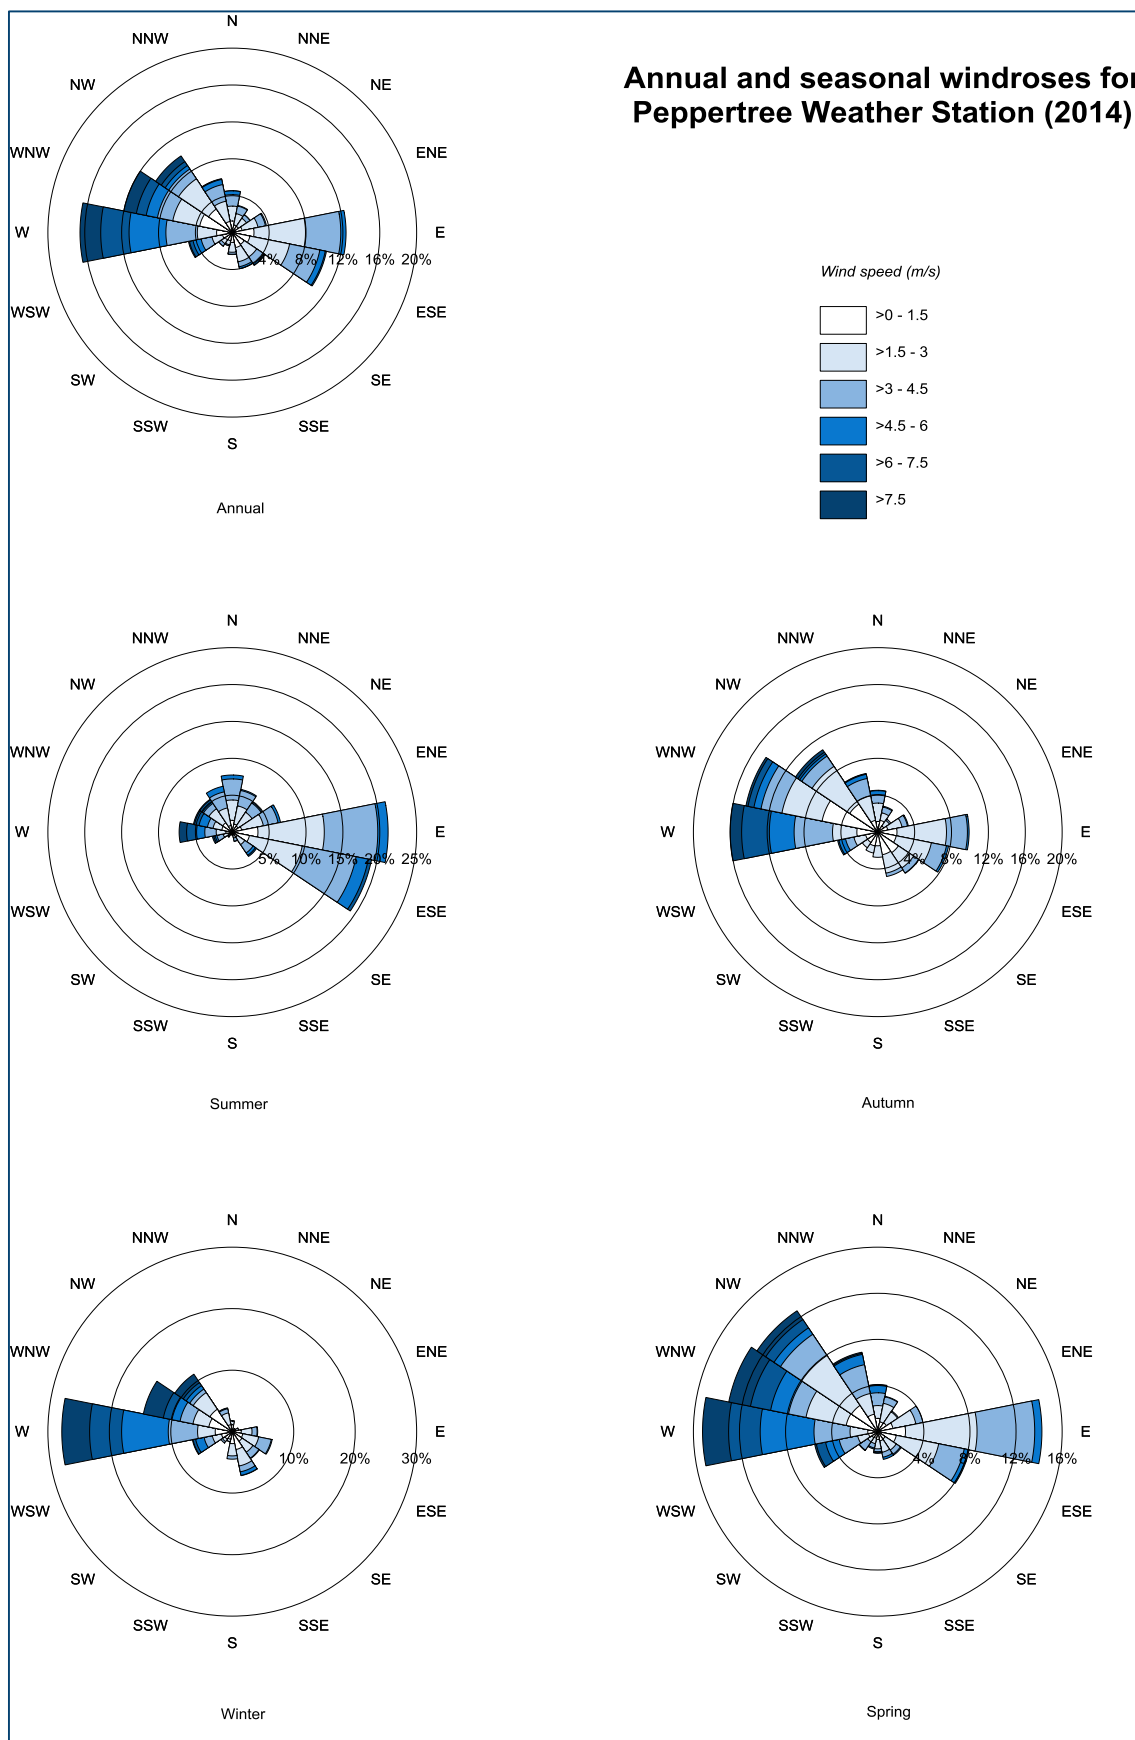 N
NNW
NNE
NW
NE
WNW
ENE
W
E
4% 8% 12% 16% 20%
WSW
ESE
SW
SE
SSW
SSE
S
Annual
Annual and seasonal windroses for
Peppertree Weather Station (2014)
Wind speed (m/s)
>0 - 1.5
>1.5 - 3
>3 - 4.5
>4.5 - 6
>6 - 7.5
>7.5
N
NNW
NNE
NW
NE
WNW
ENE
W
E
5% 10% 15% 20% 25%
WSW
ESE
SW
SE
SSW
SSE
S
Summer
N
NNW
NNE
NW
NE
WNW
ENE
W
E
4% 8% 12% 16% 20%
WSW
ESE
SW
SE
SSW
SSE
S
Autumn
N
NNW
NNE
NW
NE
WNW
ENE
W
E
10% 20% 30%
WSW
ESE
SW
SE
SSW
SSE
S
Winter
N
NNW
NNE
NW
NE
WNW
ENE
W
E
4% 8% 12% 16%
WSW
ESE
SW
SE
SSW
SSE
S
Spring